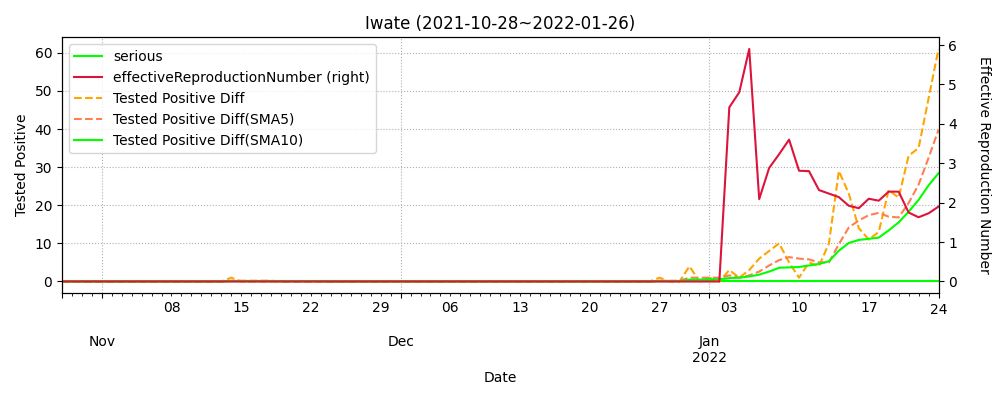 Iwate (2021-10-28~2022-01-26)
serious
effectiveReproductionNumber (right)
Tested Positive Diff
Tested Positive Diff(SMA5)
Tested Positive Diff(SMA10)
Tested Positive
60
50
40
30
20
10
0
6
5
4
3
2
1
0
Effective Reproduction Number
08 15 22 29 06 13 20 27 03 10 17 24
Nov Dec Jan
2022
Date